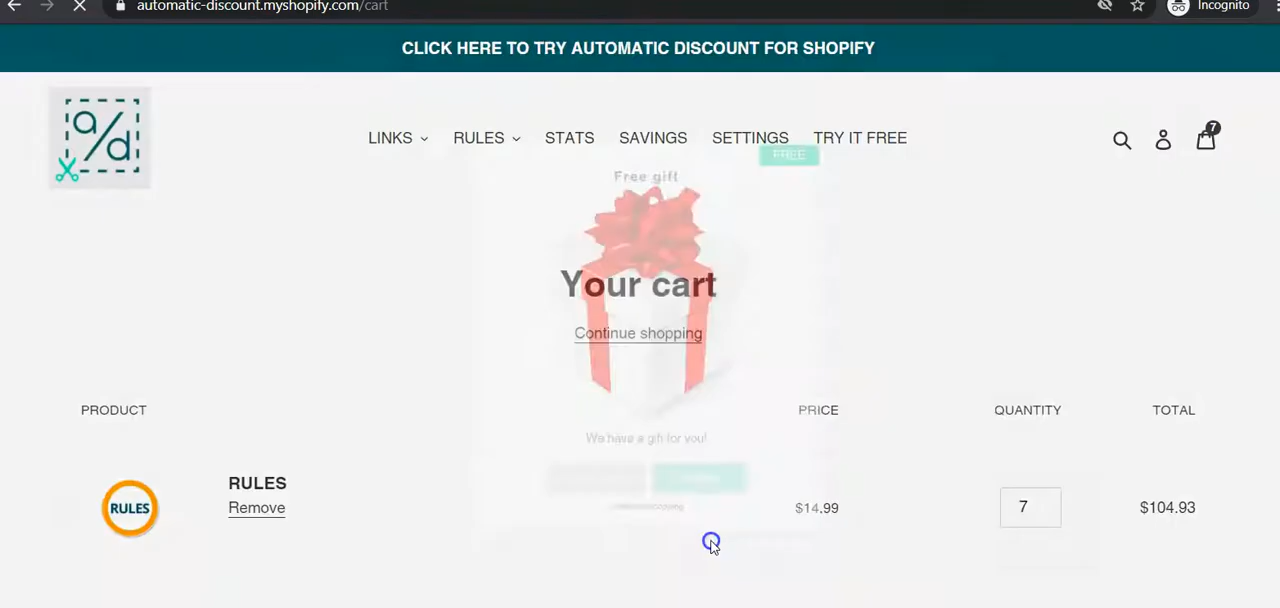 automatic-discount.myshopify.com/cart
Incognito
CLICK HERE TO TRY AUTOMATIC DISCOUNT FOR SHOPIFY
a/d
LINKS RULES STATS SAVINGS SETTINGS TRY IT FREE
7
FREE
Free gift
Your cart
Continue shopping
We have a gift for you!
PRODUCT PRICE QUANTITY TOTAL
RULES
RULES
Remove
$14.99
7
$104.93